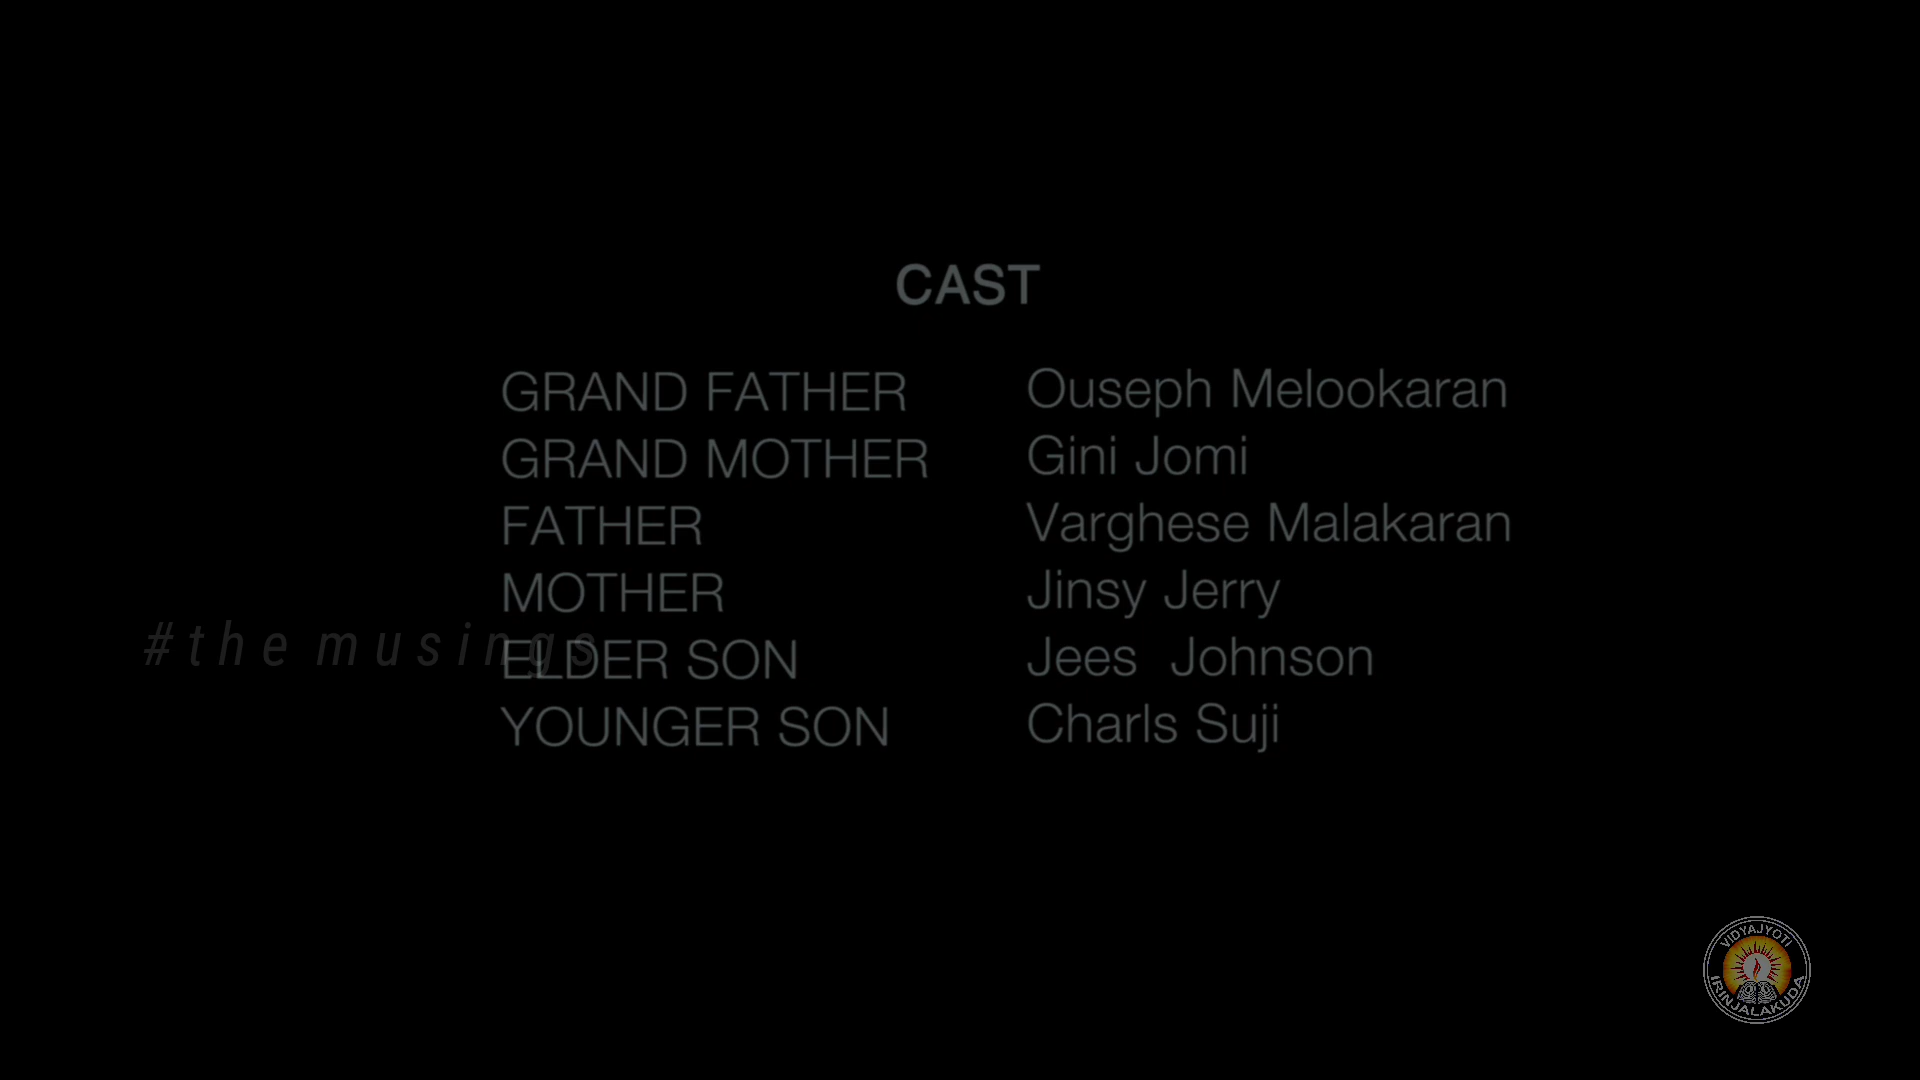 CAST
GRAND FATHER Ouseph Melookaran
GRAND MOTHER Gini Jomi
FATHER Varghese Malakaran
MOTHER Jinsy Jerry
#the musings
ELDER SON Jees  Johnson
YOUNGER SON Charls Suji
VIDYAJYOTI
IRINJALAKUDA